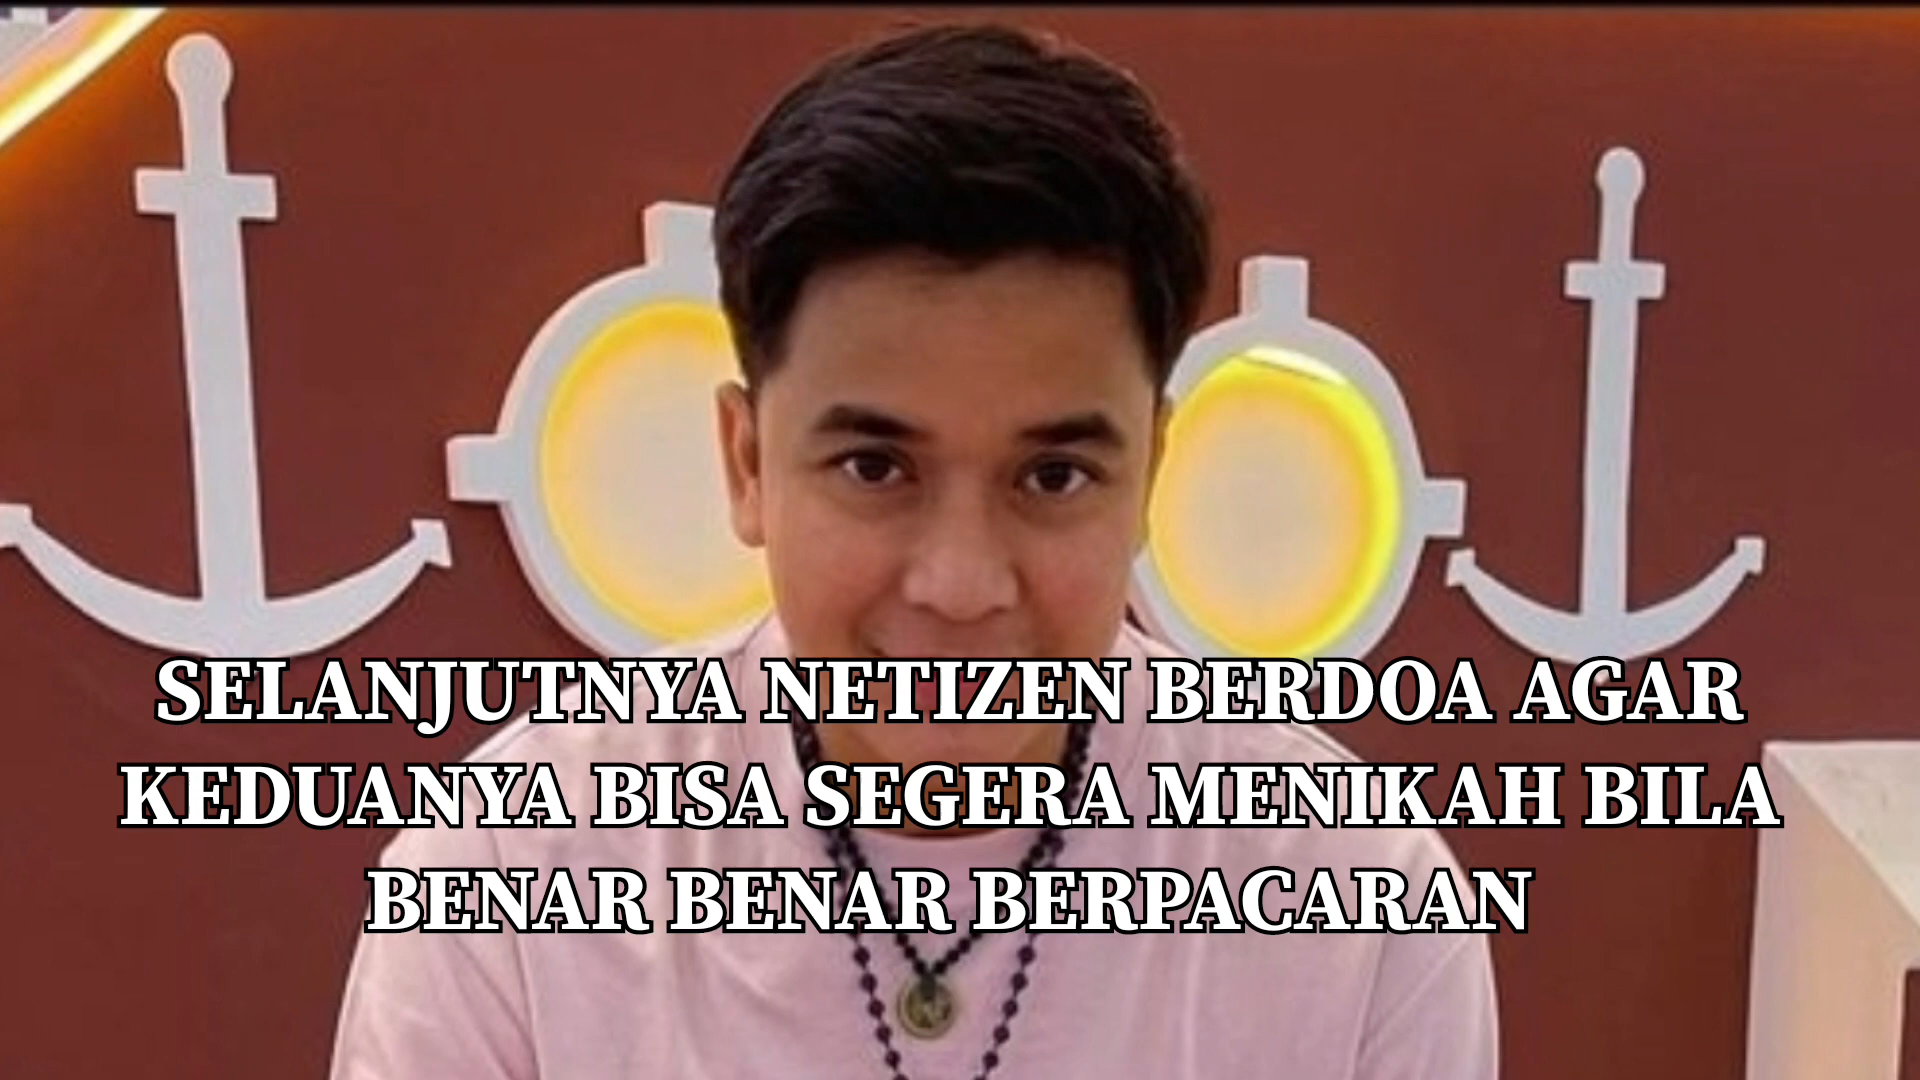 SELANJUTNYA NETIZEN BERDOA AGAR
KEDUANYA BISA SEGERA MENIKAH BILA
BENAR BENAR BERPACARAN